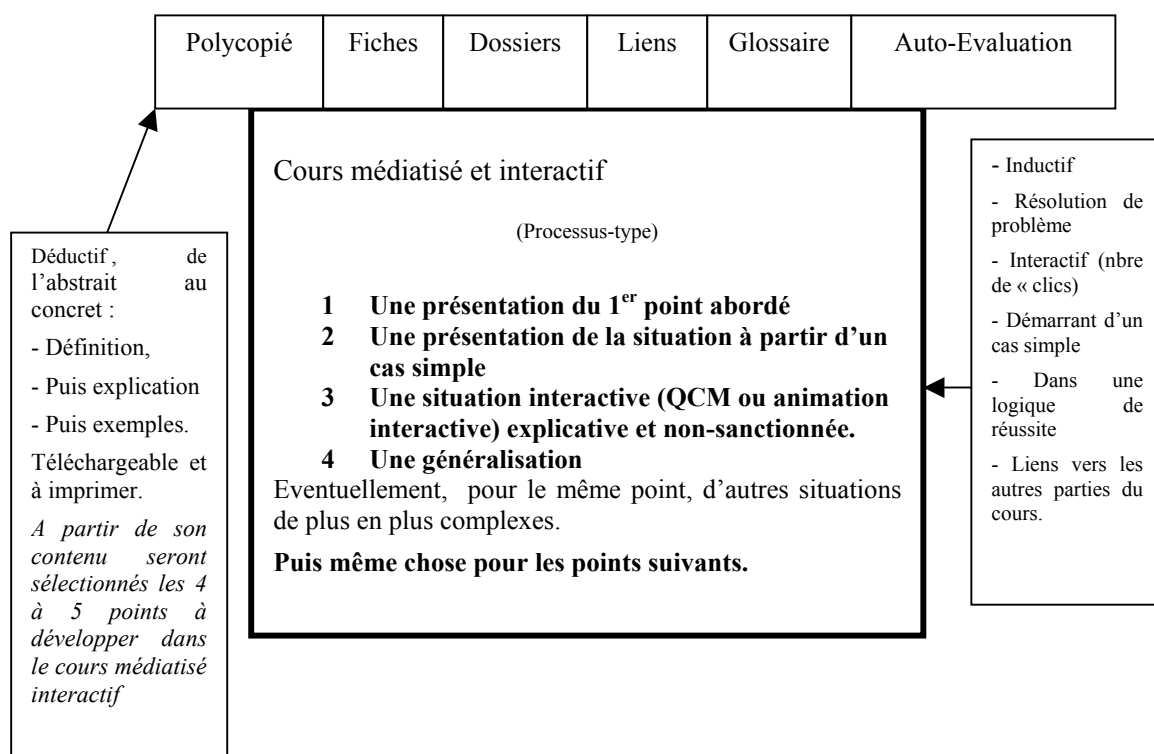 Polycopié Fiches Dossiers Liens Glossaire Auto-Evaluation
Cours médiatisé et interactif
(Processus-type)
1 Une présentation du 1er point abordé
2 Une présentation de la situation à partir d’un
cas simple
3 Une situation interactive (QCM ou animation
interactive) explicative et non-sanctionnée.
4 Une généralisation
Eventuellement, pour le même point, d’autres situations
de plus en plus complexes.
Puis même chose pour les points suivants.
Déductif , de
l’abstrait au
concret :
- Définition,
- Puis explication
- Puis exemples.
Téléchargeable et
à imprimer.
A partir de son
contenu seront
sélectionnés les 4
à 5 points à
développer dans
le cours médiatisé
interactif
- Inductif
- Résolution de
problème
- Interactif (nbre
de « clics)
- Démarrant d’un
cas simple
- Dans une
logique de
réussite
- Liens vers les
autres parties du
cours.